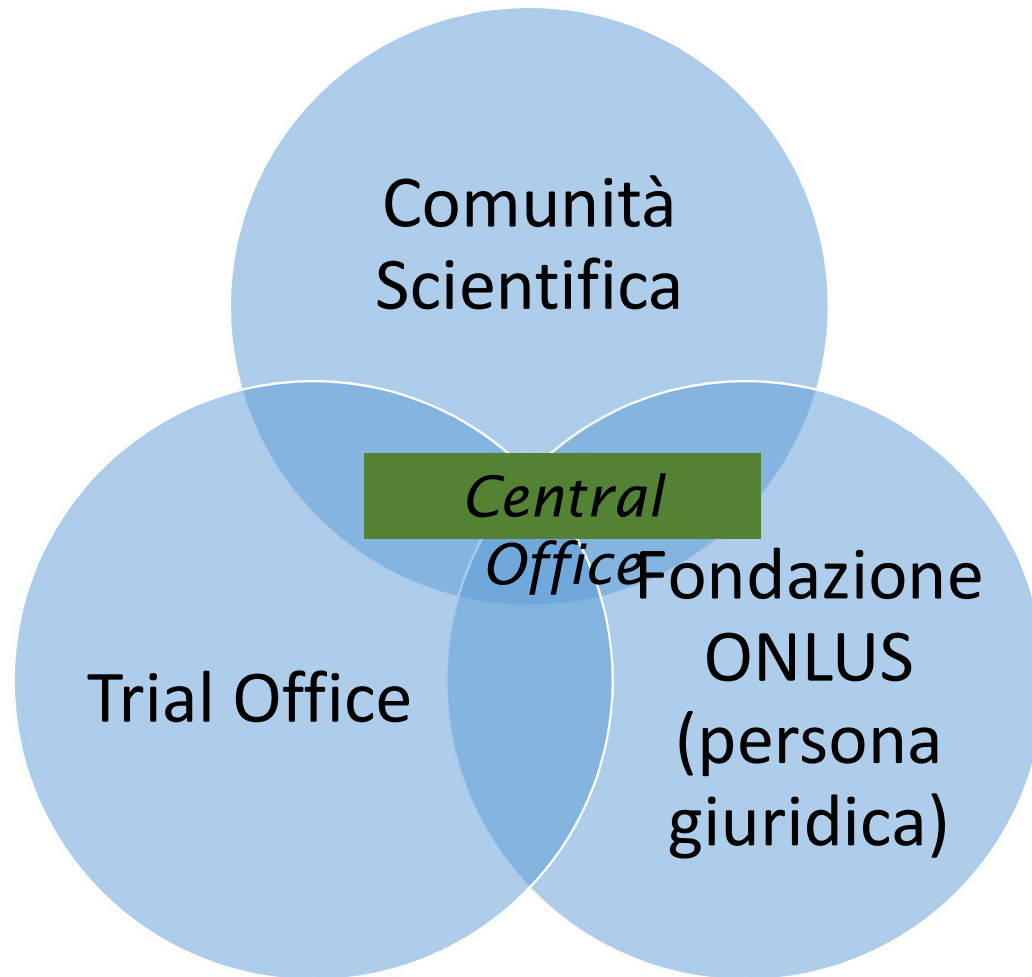 Comunità
Scientifica
Central
Office
Fondazione
ONLUS
(persona
giuridica)
Trial Office